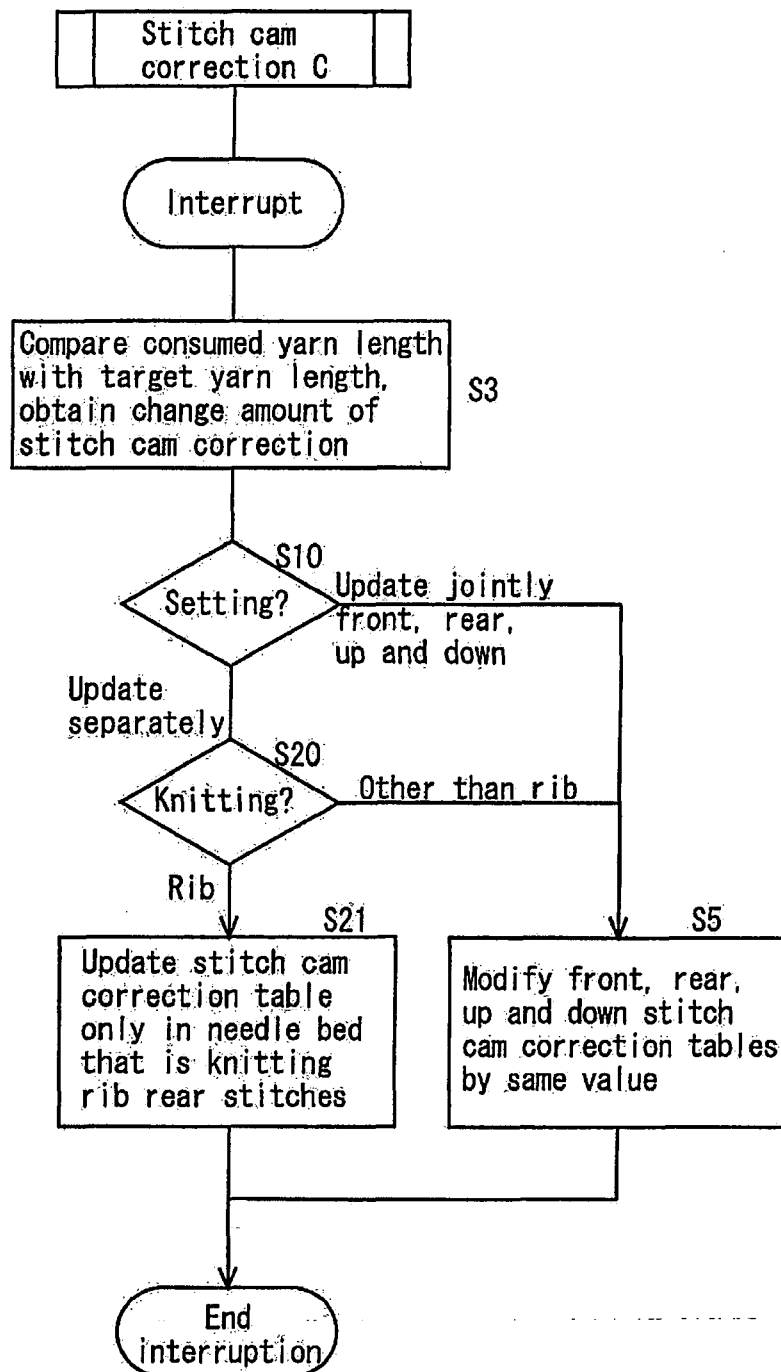 Stitch cam
correction C
Interrupt
Compare consumed yarn length
with target yarn length,
obtain change amount of
stitch cam correction
S3
S10
Setting?
Update jointly
front, rear,
up and down
Update
separately
S20
Knitting?
Other than rib
Rib
S21
Update stitch cam
correction table
only in needle bed
that is knitting
rib rear stitches
S5
Modify front, rear,
up and down stitch
cam correction tables
by same value
End
interruption